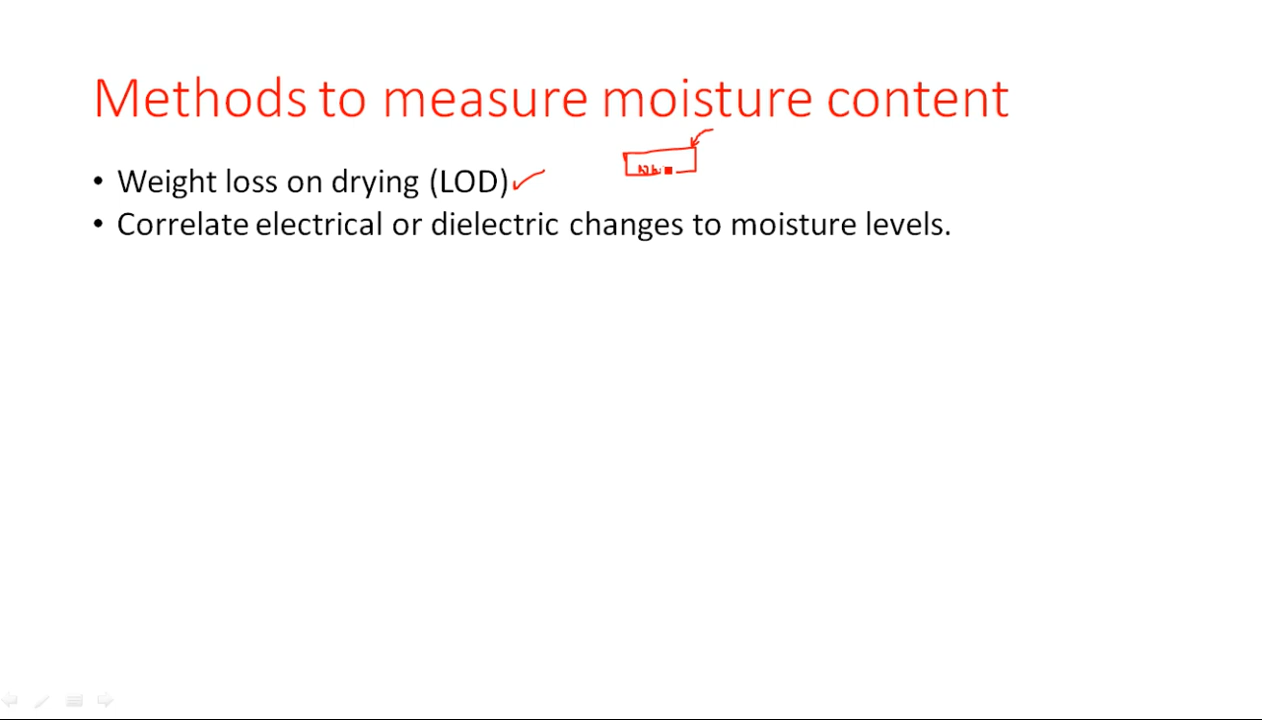 Methods to measure moisture content
• Weight loss on drying (LOD)
• Correlate electrical or dielectric changes to moisture levels.